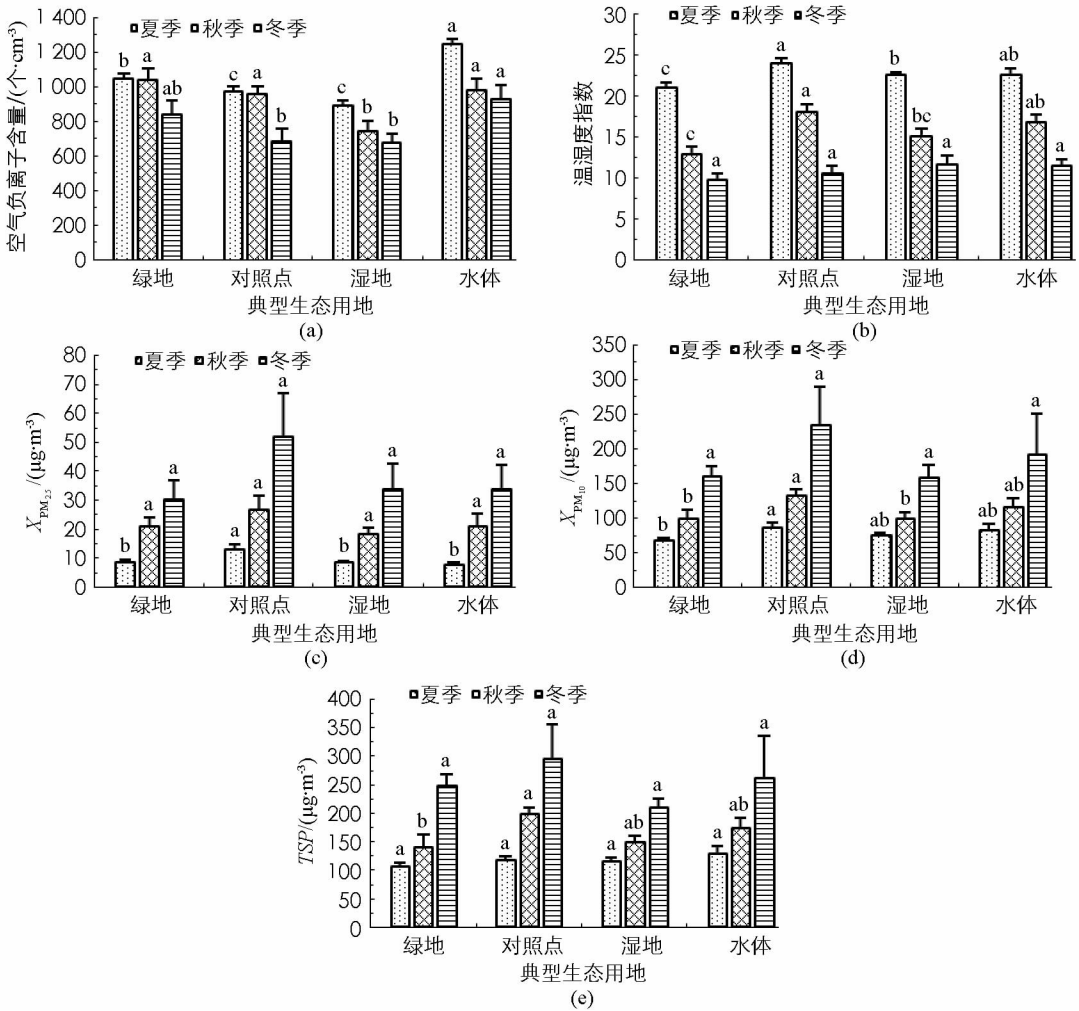 空气负离子含量/(个·cm⁻³)
1 400
1 200
1 000
800
600
400
200
0
夏季 秋季 冬季
b a ab
c a b
c b b
a a a
绿地 对照点 湿地 水体
典型生态用地
(a)
温湿度指数
30
25
20
15
10
5
0
夏季 秋季 冬季
c c a
a a a
b bc a
ab ab a
绿地 对照点 湿地 水体
典型生态用地
(b)
X_PM2.5/(μg·m⁻³)
80
70
60
50
40
30
20
10
0
夏季 秋季 冬季
b a a
a a a
b a a
b a a
绿地 对照点 湿地 水体
典型生态用地
(c)
X_PM10/(μg·m⁻³)
350
300
250
200
150
100
50
0
夏季 秋季 冬季
b b a
a a a
ab b a
ab ab a
绿地 对照点 湿地 水体
典型生态用地
(d)
TSP/(μg·m⁻³)
400
350
300
250
200
150
100
50
0
夏季 秋季 冬季
a b a
a a a
a ab a
a ab a
绿地 对照点 湿地 水体
典型生态用地
(e)